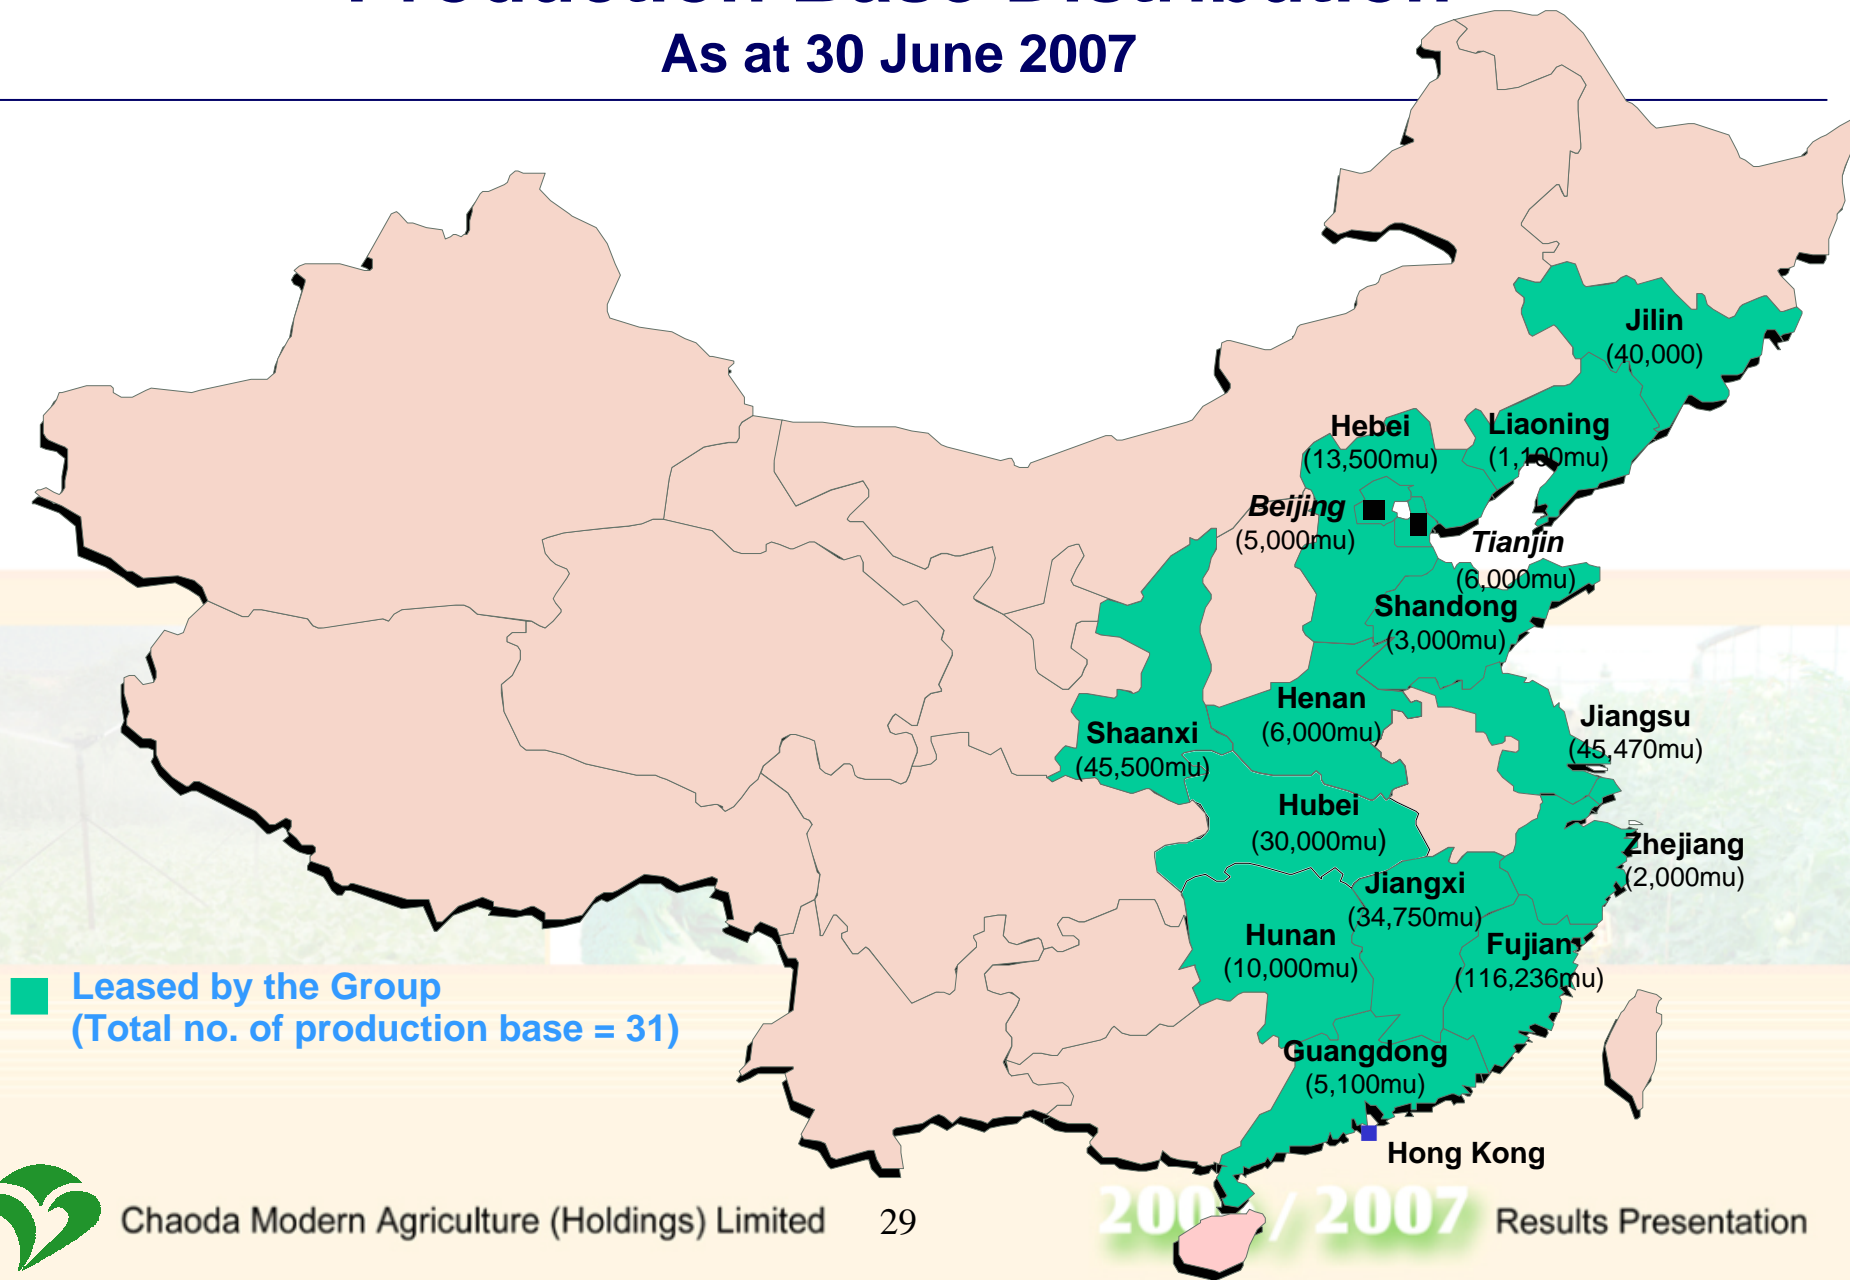 Production Base Distribution
As at 30 June 2007
Jilin
(40,000)
Hebei
(13,500mu)
Liaoning
(1,100mu)
Beijing
(5,000mu)
Tianjin
(6,000mu)
Shandong
(3,000mu)
Henan
(6,000mu)
Jiangsu
(45,470mu)
Shaanxi
(45,500mu)
Hubei
(30,000mu)
Zhejiang
(2,000mu)
Jiangxi
(34,750mu)
Hunan
(10,000mu)
Fujian
(116,236mu)
Leased by the Group
(Total no. of production base = 31)
Guangdong
(5,100mu)
Hong Kong
Chaoda Modern Agriculture (Holdings) Limited 29 / 2007 Results Presentation